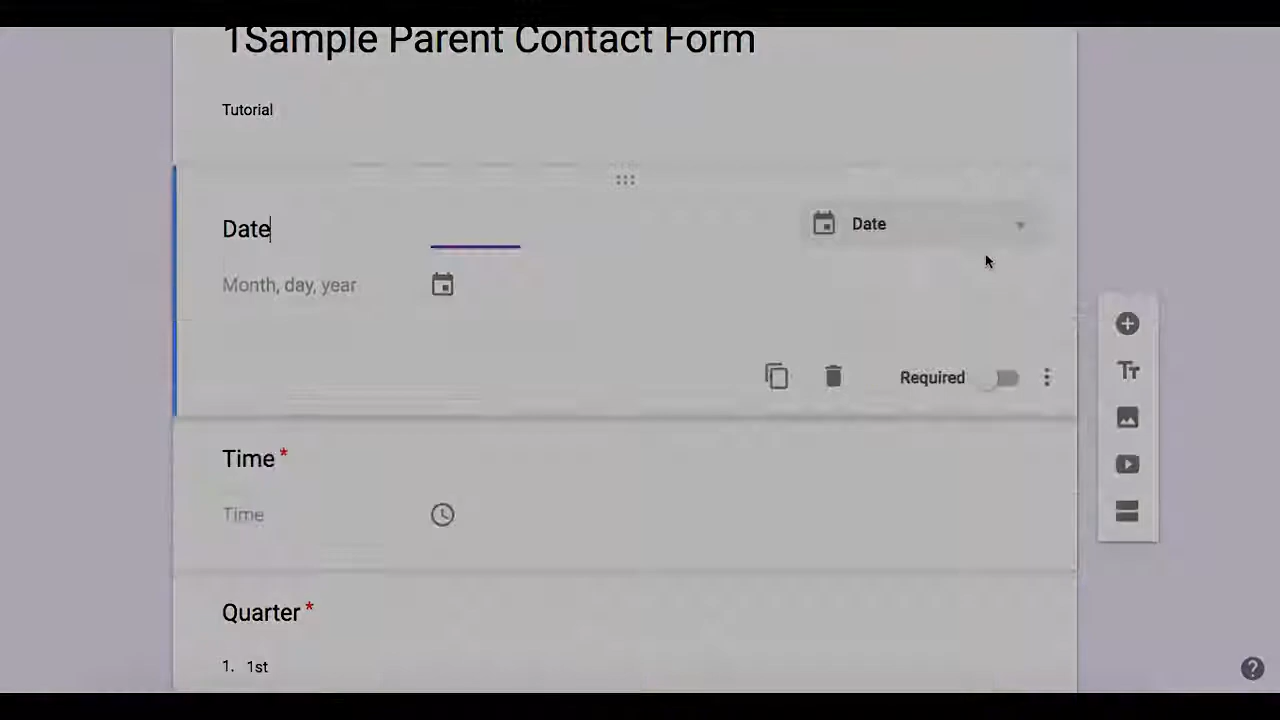 1Sample Parent Contact Form
Tutorial
Date
Date
Month, day, year
Required
Time *
Time
Quarter *
1. 1st